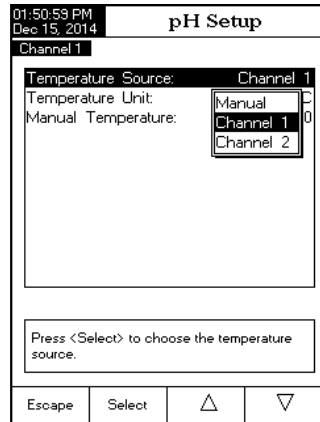 01:50:59 PM
Dec 15, 2014
pH Setup
Channel 1
Temperature Source: Channel 1
Temperature Unit: C
Manual Temperature: 0
Manual
Channel 1
Channel 2
Press <Select> to choose the temperature
source.
Escape Select